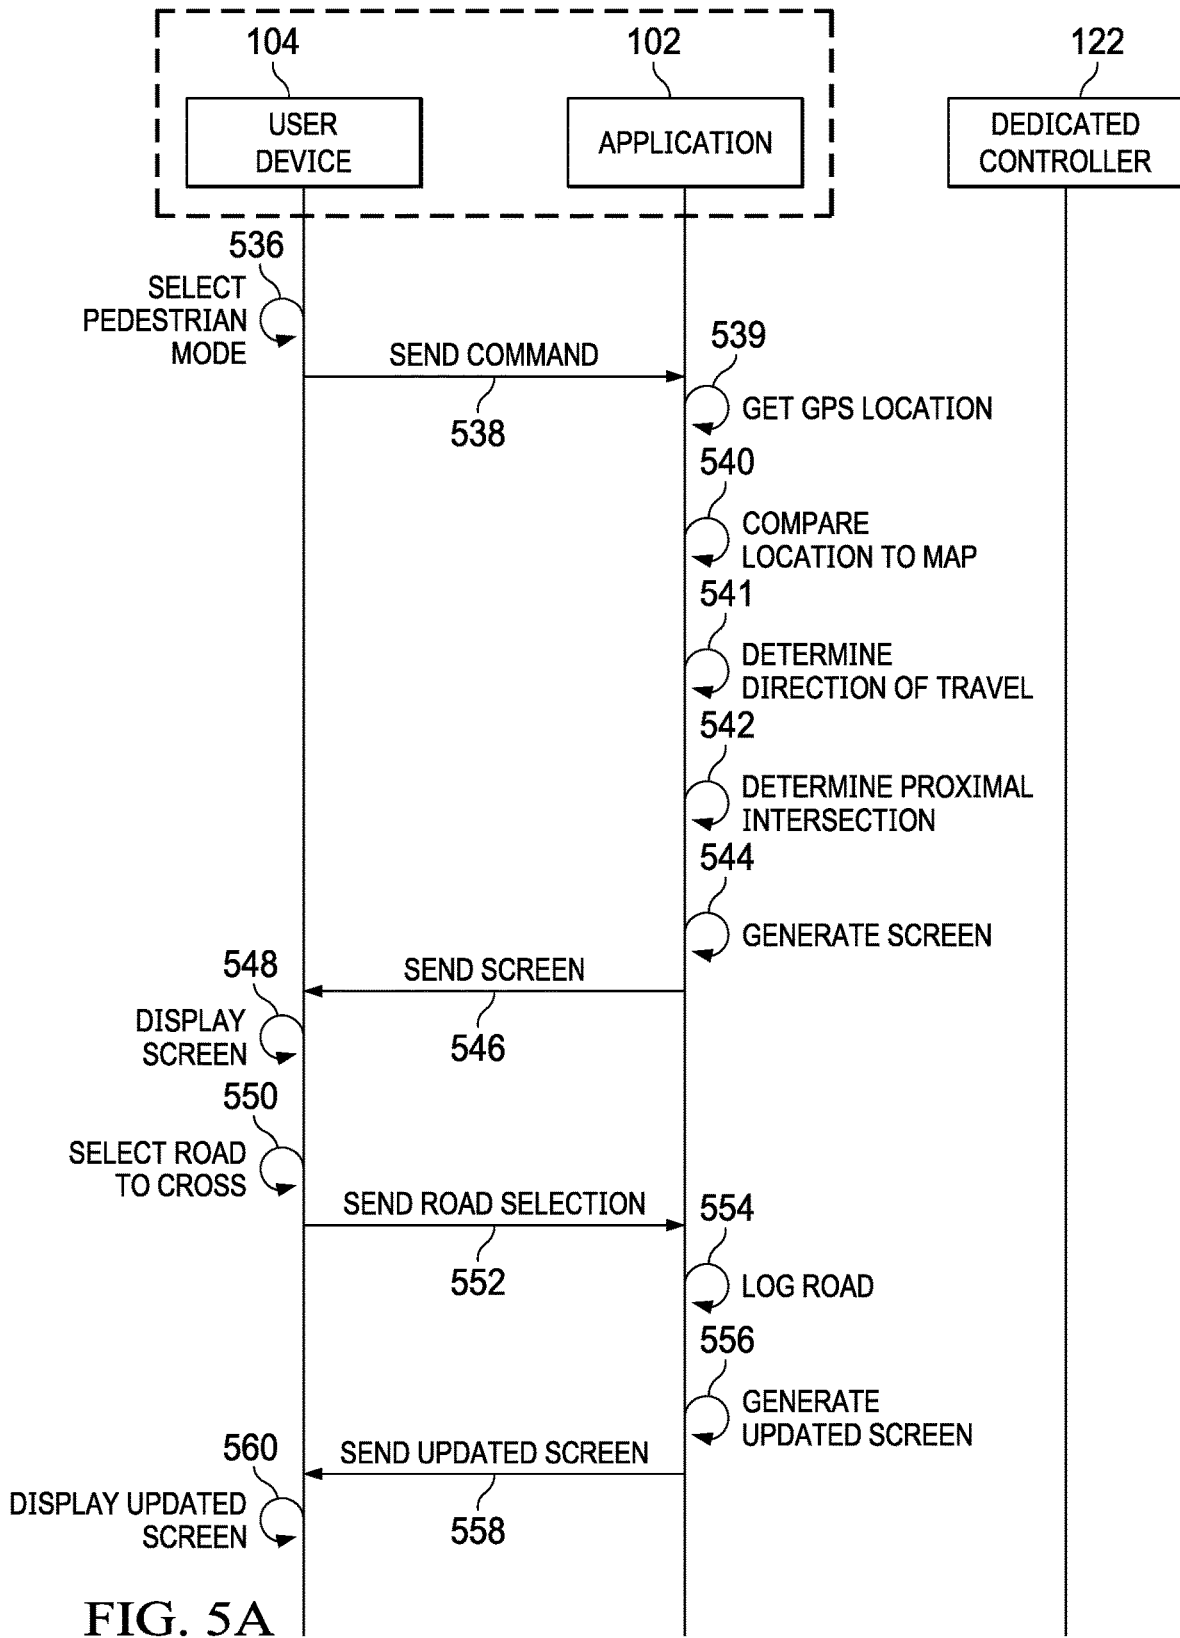 104
102
122
USER
DEVICE
APPLICATION
DEDICATED
CONTROLLER
536
SELECT
PEDESTRIAN
MODE
SEND COMMAND
538
539
GET GPS LOCATION
540
COMPARE
LOCATION TO MAP
541
DETERMINE
DIRECTION OF TRAVEL
542
DETERMINE PROXIMAL
INTERSECTION
544
GENERATE SCREEN
SEND SCREEN
546
548
DISPLAY
SCREEN
550
SELECT ROAD
TO CROSS
SEND ROAD SELECTION
552
554
LOG ROAD
556
GENERATE
UPDATED SCREEN
SEND UPDATED SCREEN
558
560
DISPLAY UPDATED
SCREEN
FIG. 5A